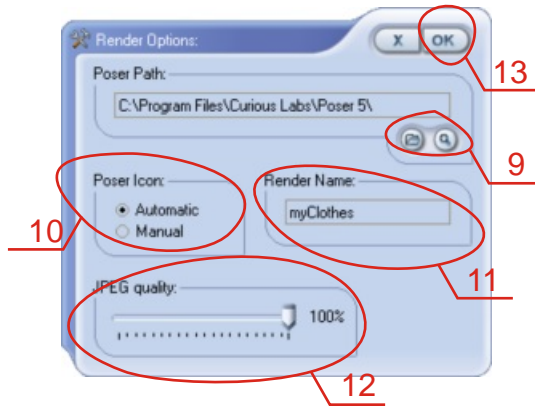 Render Options:
X
OK
13
Poser Path:
C:\Program Files\Curious Labs\Poser 5\
9
Poser Icon:
Automatic
Manual
10
Render Name:
myClothes
11
JPEG quality:
100%
12